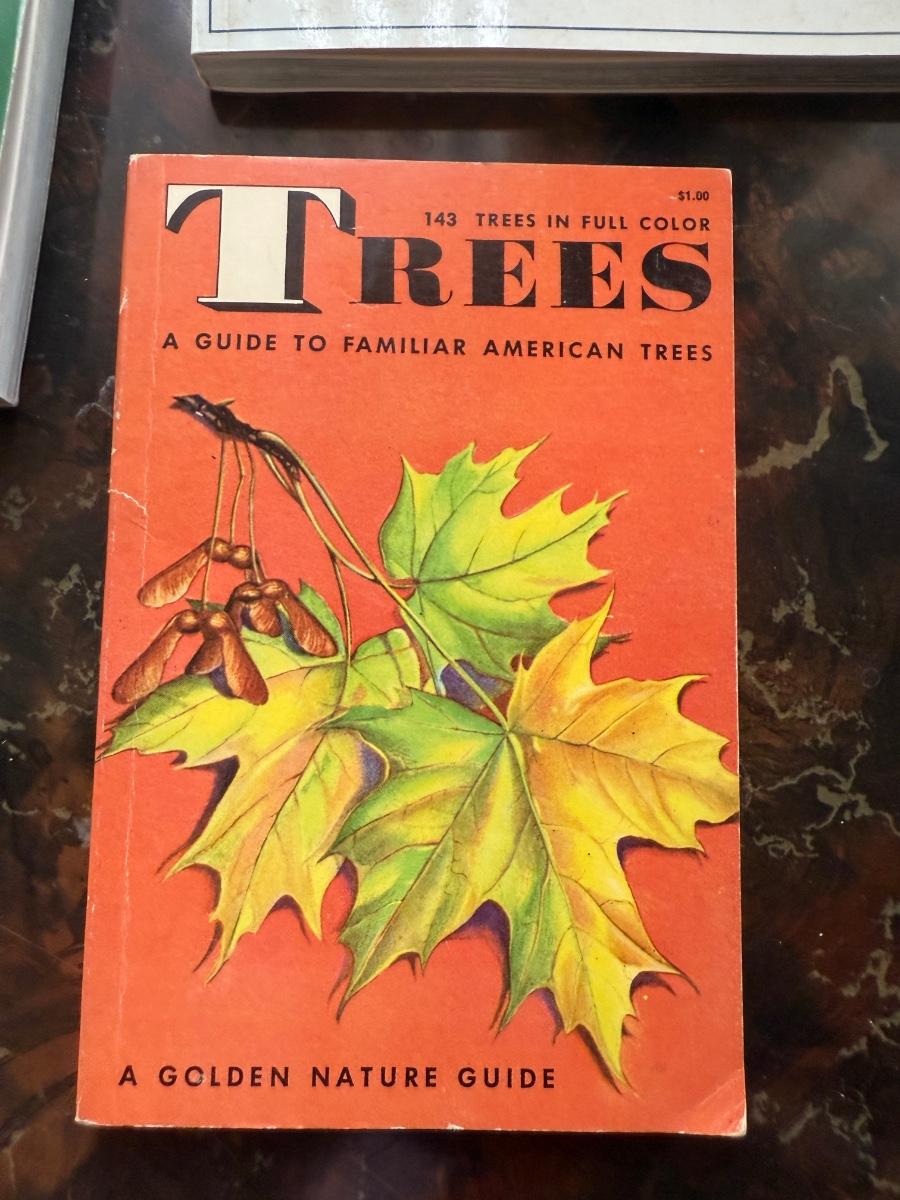 $1.00
143 TREES IN FULL COLOR
TREES
A GUIDE TO FAMILIAR AMERICAN TREES
A GOLDEN NATURE GUIDE